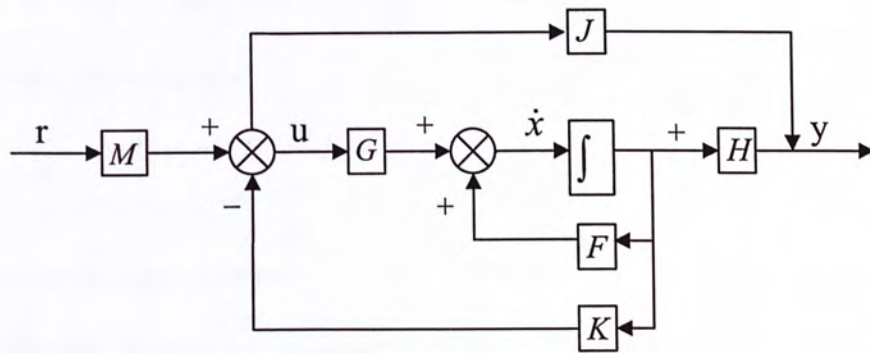 J
r M + u G + ẋ ∫ + H y
− + F
K